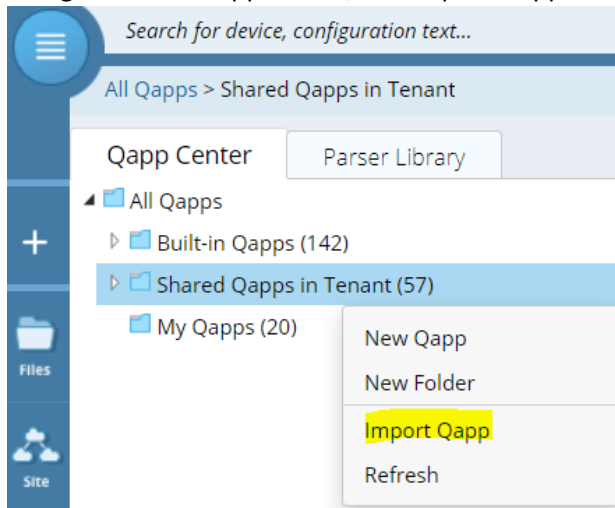 Search for device, configuration text...
All Qapps > Shared Qapps in Tenant
Qapp Center
Parser Library
All Qapps
Built-in Qapps (142)
Shared Qapps in Tenant (57)
My Qapps (20)
New Qapp
New Folder
Import Qapp
Refresh
Files
Site